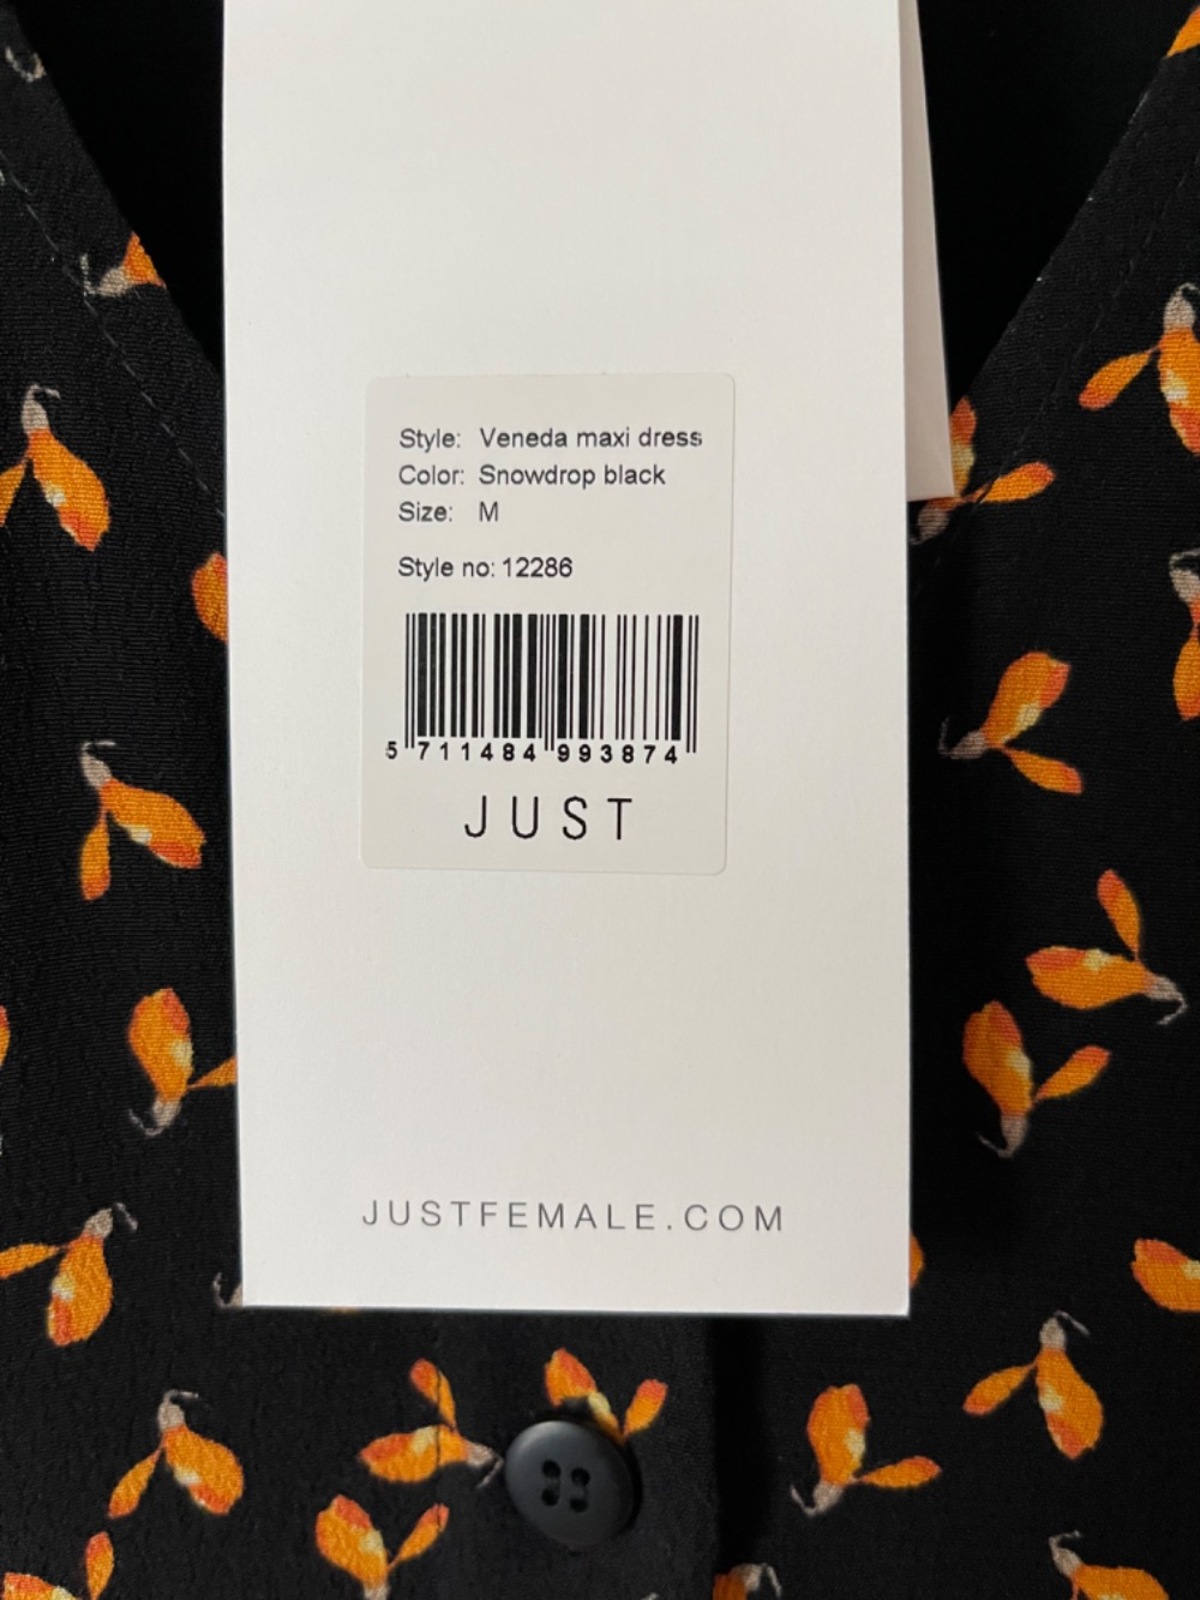 Style: Veneda maxi dress
Color: Snowdrop black
Size: M
Style no: 12286
5 711484 993874
JUST
JUSTFEMALE.COM